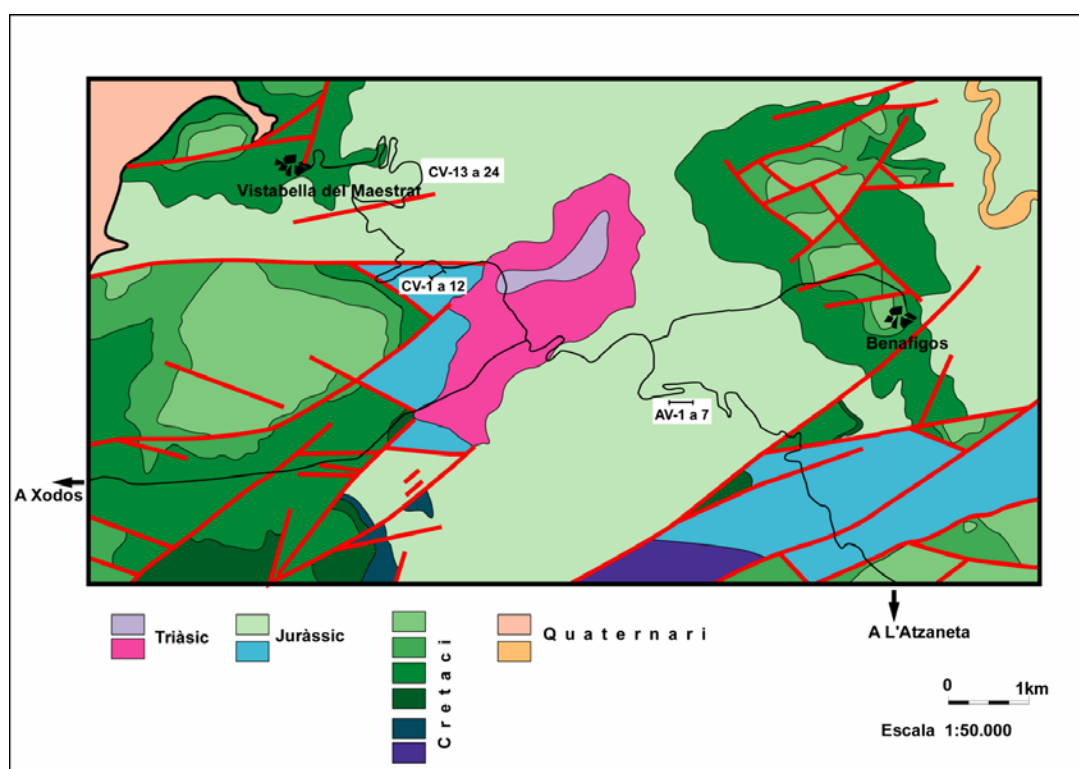 CV-13 a 24
Vistabella del Maestrat
CV-1 a 12
Benafigos
AV-1 a 7
A Xodos
A L'Atzaneta
Triàsic
Juràssic
Cretaci
Quaternari
0 1km
Escala 1:50.000